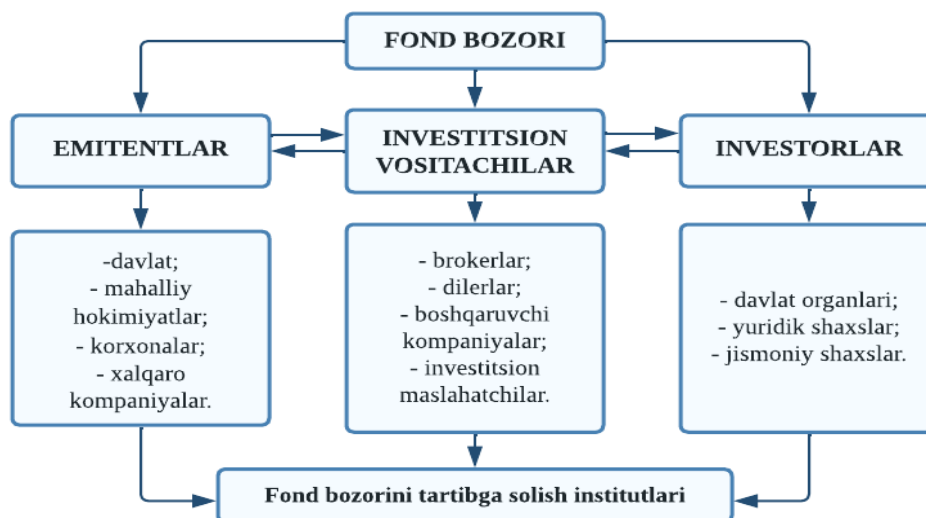 FOND BOZORI
EMITENTLAR
INVESTITSION
VOSITACHILAR
INVESTORLAR
-davlat;
- mahalliy
hokimiyatlar;
- korxonalar;
- xalqaro
kompaniyalar.
- brokerlar;
- dilerlar;
- boshqaruvchi
kompaniyalar;
- investitsion
maslahatchilar.
- davlat organlari;
- yuridik shaxslar;
- jismoniy shaxslar.
Fond bozorini tartibga solish institutlari